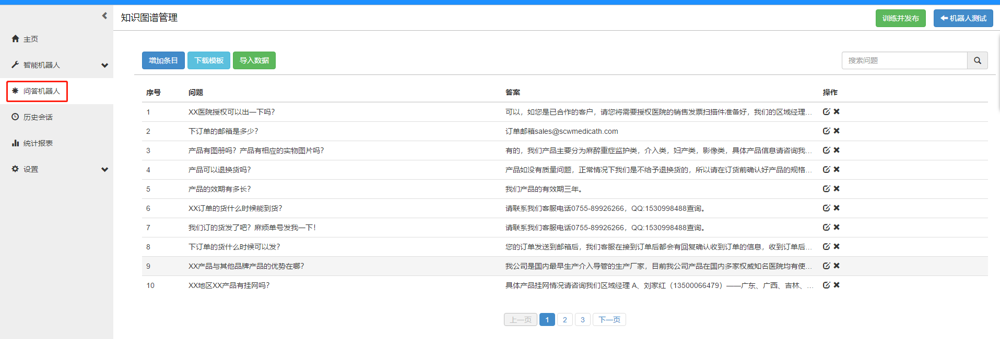 知识图谱管理
训练并发布
机器人测试
主页
智能机器人
问答机器人
历史会话
统计报表
设置
增加条目
下载模板
导入数据
搜索问题
序号 问题 答案 操作
1 XX医院授权可以出一下吗？ 可以，如您是已合作的客户，请您将需要授权医院的销售发票扫描件准备好，我们的区域经理...
2 下订单的邮箱是多少？ 订单邮箱sales@scwmedicath.com
3 产品有图册吗？产品有相应的实物图片吗？ 有的，我们产品主要分为麻醉重症监护类，介入类，妇产类，影像类，具体产品信息请咨询我...
4 产品可以退换货吗？ 产品如没有质量问题，正常情况下我们是不给予退换货的，所以请在订货前确认好产品的规格...
5 产品的效期有多长？ 我们产品的有效期三年。
6 XX订单的货什么时候能到货？ 请联系我们客服电话0755-89926266，QQ:1530998488查询。
7 我们订的货发了吧？麻烦单号发我一下！ 请联系我们客服电话0755-89926266，QQ:1530998488查询。
8 下订单的货什么时候可以发？ 您的订单发送到邮箱后，我们客服在接到订单后都会有回复确认收到订单的信息，收到订单后...
9 XX产品与其他品牌产品的优势在哪？ 我公司是国内最早生产介入导管的生产厂家，目前我公司产品在国内多家权威知名医院均有使...
10 XX地区XX产品有挂网吗？ 具体产品挂网情况请咨询我们区域经理 A、刘家红（13500066479）——广东、广西、吉林、...
上一页 1 2 3 下一页